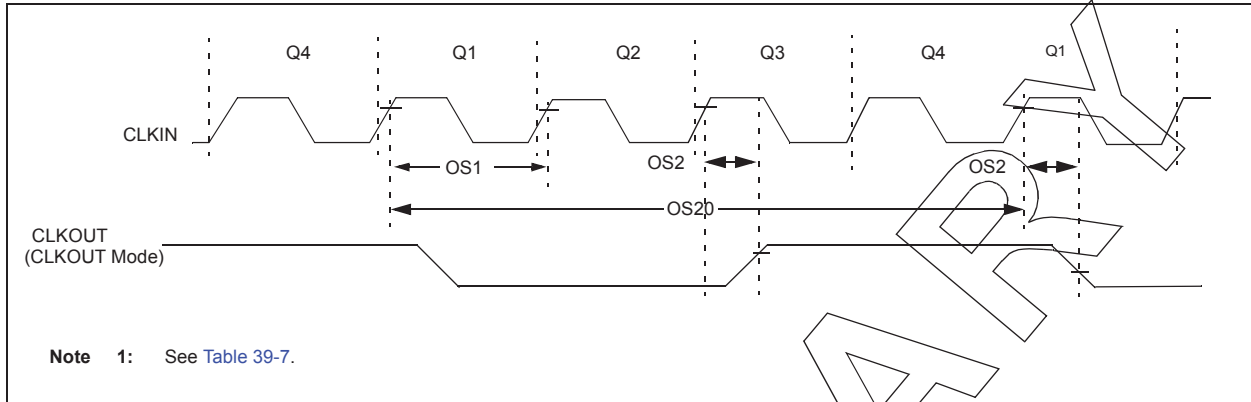 Q4 Q1 Q2 Q3 Q4 Q1
CLKIN
OS1 OS2 OS2
OS20
CLKOUT
(CLKOUT Mode)
Note 1: See Table 39-7.
A R Y